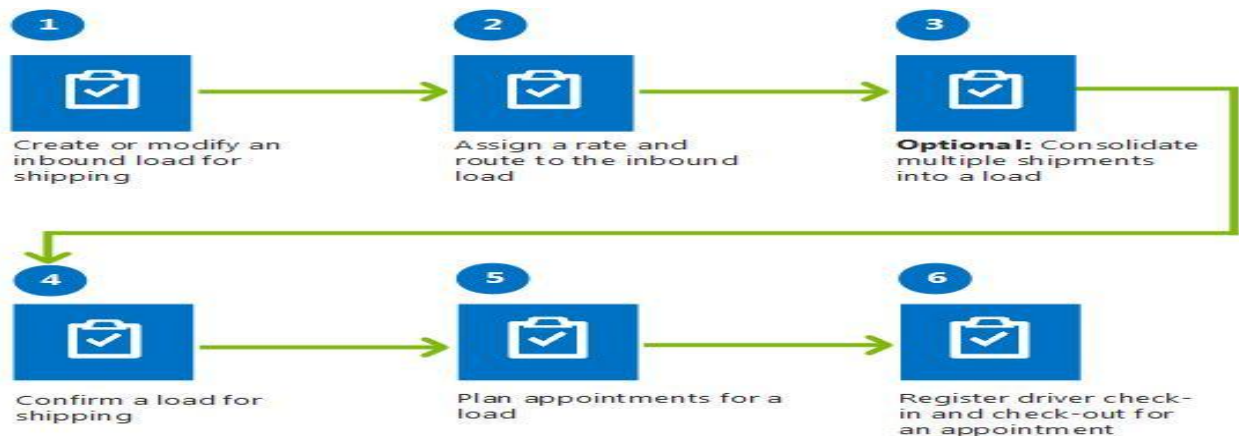 1
2
3
Create or modify an
inbound load for
shipping
Assign a rate and
route to the inbound
load
Optional: Consolidate
multiple shipments
into a load
4
5
6
Confirm a load for
shipping
Plan appointments for a
load
Register driver check-
in and check-out for
an appointment